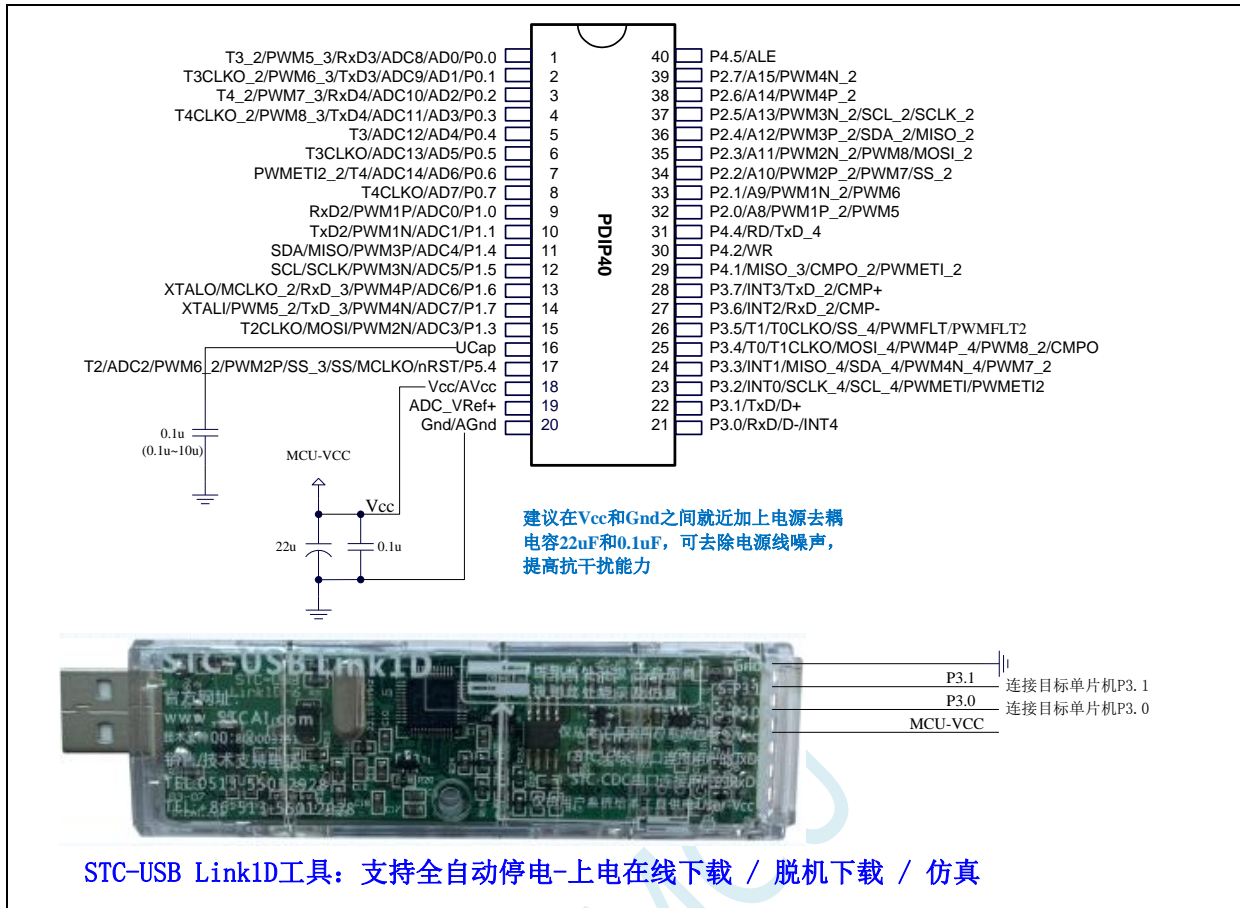 T3_2/PWM5_3/RxD3/ADC8/AD0/P0.0 1
T3CLKO_2/PWM6_3/TxD3/ADC9/AD1/P0.1 2
T4_2/PWM7_3/RxD4/ADC10/AD2/P0.2 3
T4CLKO_2/PWM8_3/TxD4/ADC11/AD3/P0.3 4
T3/ADC12/AD4/P0.4 5
T3CLKO/ADC13/AD5/P0.5 6
PWMETI2_2/T4/ADC14/AD6/P0.6 7
T4CLKO/AD7/P0.7 8
RxD2/PWM1P/ADC0/P1.0 9
TxD2/PWM1N/ADC1/P1.1 10
SDA/MISO/PWM3P/ADC4/P1.4 11
SCL/SCLK/PWM3N/ADC5/P1.5 12
XTALO/MCLKO_2/RxD_3/PWM4P/ADC6/P1.6 13
XTALI/PWM5_2/TxD_3/PWM4N/ADC7/P1.7 14
T2CLKO/MOSI/PWM2N/ADC3/P1.3 15
UCap 16
T2/ADC2/PWM6_2/PWM2P/SS_3/SS/MCLKO/nRST/P5.4 17
Vcc/AVcc 18
ADC_VRef+ 19
Gnd/AGnd 20
PDIP40
40 P4.5/ALE
39 P2.7/A15/PWM4N_2
38 P2.6/A14/PWM4P_2
37 P2.5/A13/PWM3N_2/SCL_2/SCLK_2
36 P2.4/A12/PWM3P_2/SDA_2/MISO_2
35 P2.3/A11/PWM2N_2/PWM8/MOSI_2
34 P2.2/A10/PWM2P_2/PWM7/SS_2
33 P2.1/A9/PWM1N_2/PWM6
32 P2.0/A8/PWM1P_2/PWM5
31 P4.4/RD/TxD_4
30 P4.2/WR
29 P4.1/MISO_3/CMPO_2/PWMETI_2
28 P3.7/INT3/TxD_2/CMP+
27 P3.6/INT2/RxD_2/CMP-
26 P3.5/T1/T0CLKO/SS_4/PWMFLT/PWMFLT2
25 P3.4/T0/T1CLKO/MOSI_4/PWM4P_4/PWM8_2/CMPO
24 P3.3/INT1/MISO_4/SDA_4/PWM4N_4/PWM7_2
23 P3.2/INT0/SCLK_4/SCL_4/PWMETI/PWMETI2
22 P3.1/TxD/D+
21 P3.0/RxD/D-/INT4
0.1u
(0.1u~10u)
MCU-VCC
Vcc
22u
0.1u
建议在Vcc和Gnd之间就近加上电源去耦
电容22uF和0.1uF，可去除电源线噪声，
提高抗干扰能力
STC-USB Link1D
官方网址:
Gnd
S-P3.1
TEL:0513-55012928
P3.1
连接目标单片机P3.1
P3.0
连接目标单片机P3.0
MCU-VCC
STC-USB Link1D工具：支持全自动停电-上电在线下载 / 脱机下载 / 仿真